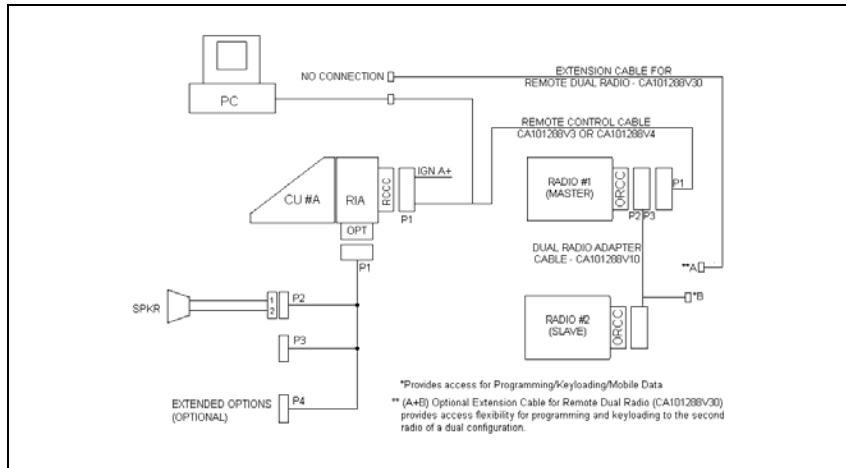 NO CONNECTION
EXTENSION CABLE FOR
REMOTE DUAL RADIO - CA101288V30
PC
REMOTE CONTROL CABLE
CA101288V3 OR CA101288V4
IGN A+
CU #A
RIA
RCCC
P1
OPT
P1
RADIO #1
(MASTER)
ORCC
P2
P3
P1
DUAL RADIO ADAPTER
CABLE - CA101288V10
**A
*B
SPKR
1
2
P2
P3
RADIO #2
(SLAVE)
ORCC
EXTENDED OPTIONS
(OPTIONAL)
P4
*Provides access for Programming/Keyloading/Mobile Data
** (A+B) Optional Extension Cable for Remote Dual Radio (CA101288V30)
provides access flexibility for programming and keyloading to the second
radio of a dual configuration.